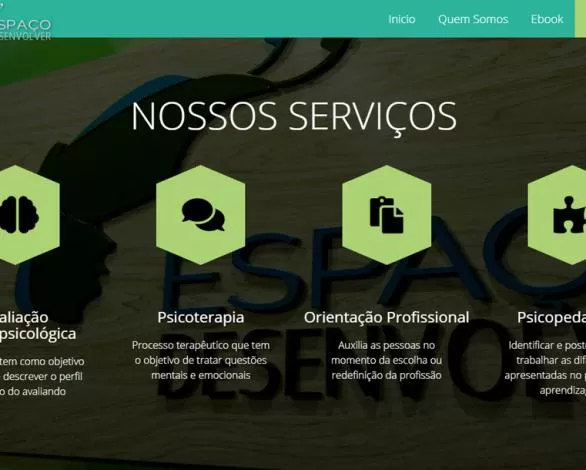 ESPAÇO
DESENVOLVER
Inicio
Quem Somos
Ebook
NOSSOS SERVIÇOS
ESPAÇO
DESENVOL
aliação
psicológica
tem como objetivo
descrever o perfil
o do avaliando
Psicoterapia
Processo terapêutico que tem
o objetivo de tratar questões
mentais e emocionais
Orientação Profissional
Auxilia as pessoas no
momento da escolha ou
redefinição da profissão
Psicopeda
Identificar e poste
trabalhar as dif
apresentadas no p
aprendiza